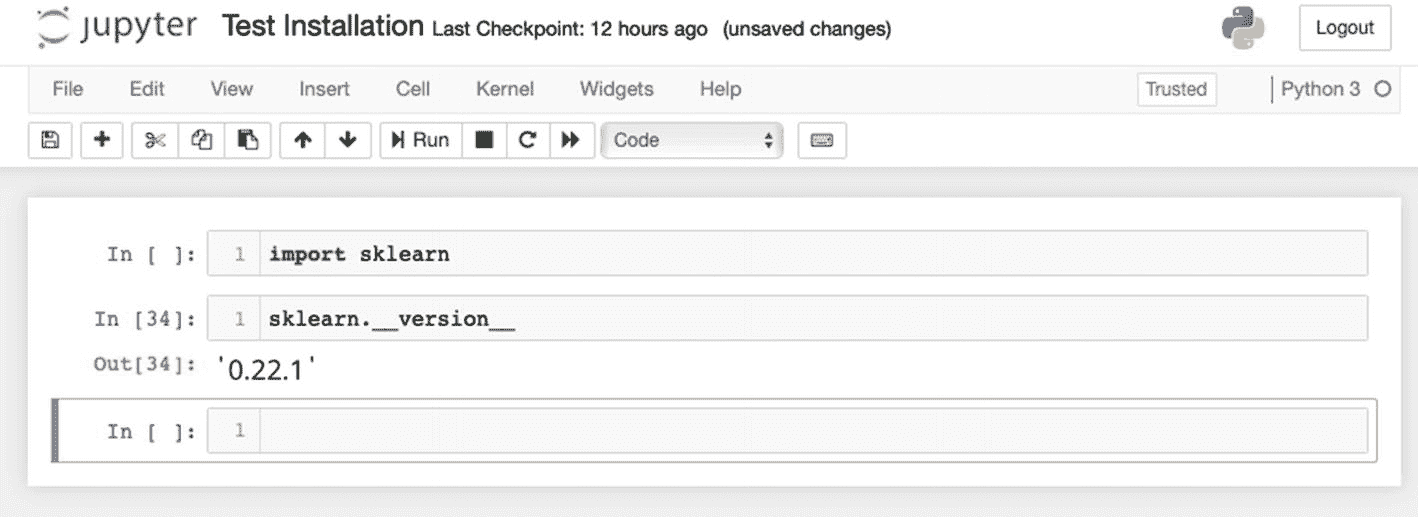 jupyter Test Installation Last Checkpoint: 12 hours ago (unsaved changes) Logout
File Edit View Insert Cell Kernel Widgets Help Trusted Python 3
Run Code
In [ ]: 1 import sklearn
In [34]: 1 sklearn.__version__
Out[34]: '0.22.1'
In [ ]: 1